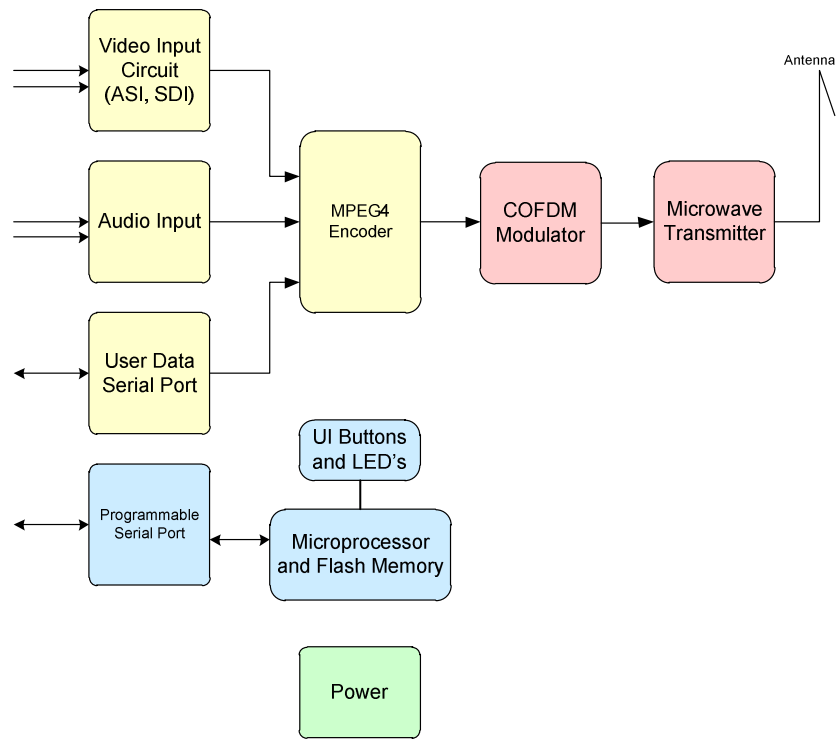 Video Input
Circuit
(ASI, SDI)
Antenna
Audio Input
MPEG4
Encoder
COFDM
Modulator
Microwave
Transmitter
User Data
Serial Port
UI Buttons
and LED's
Programmable
Serial Port
Microprocessor
and Flash Memory
Power